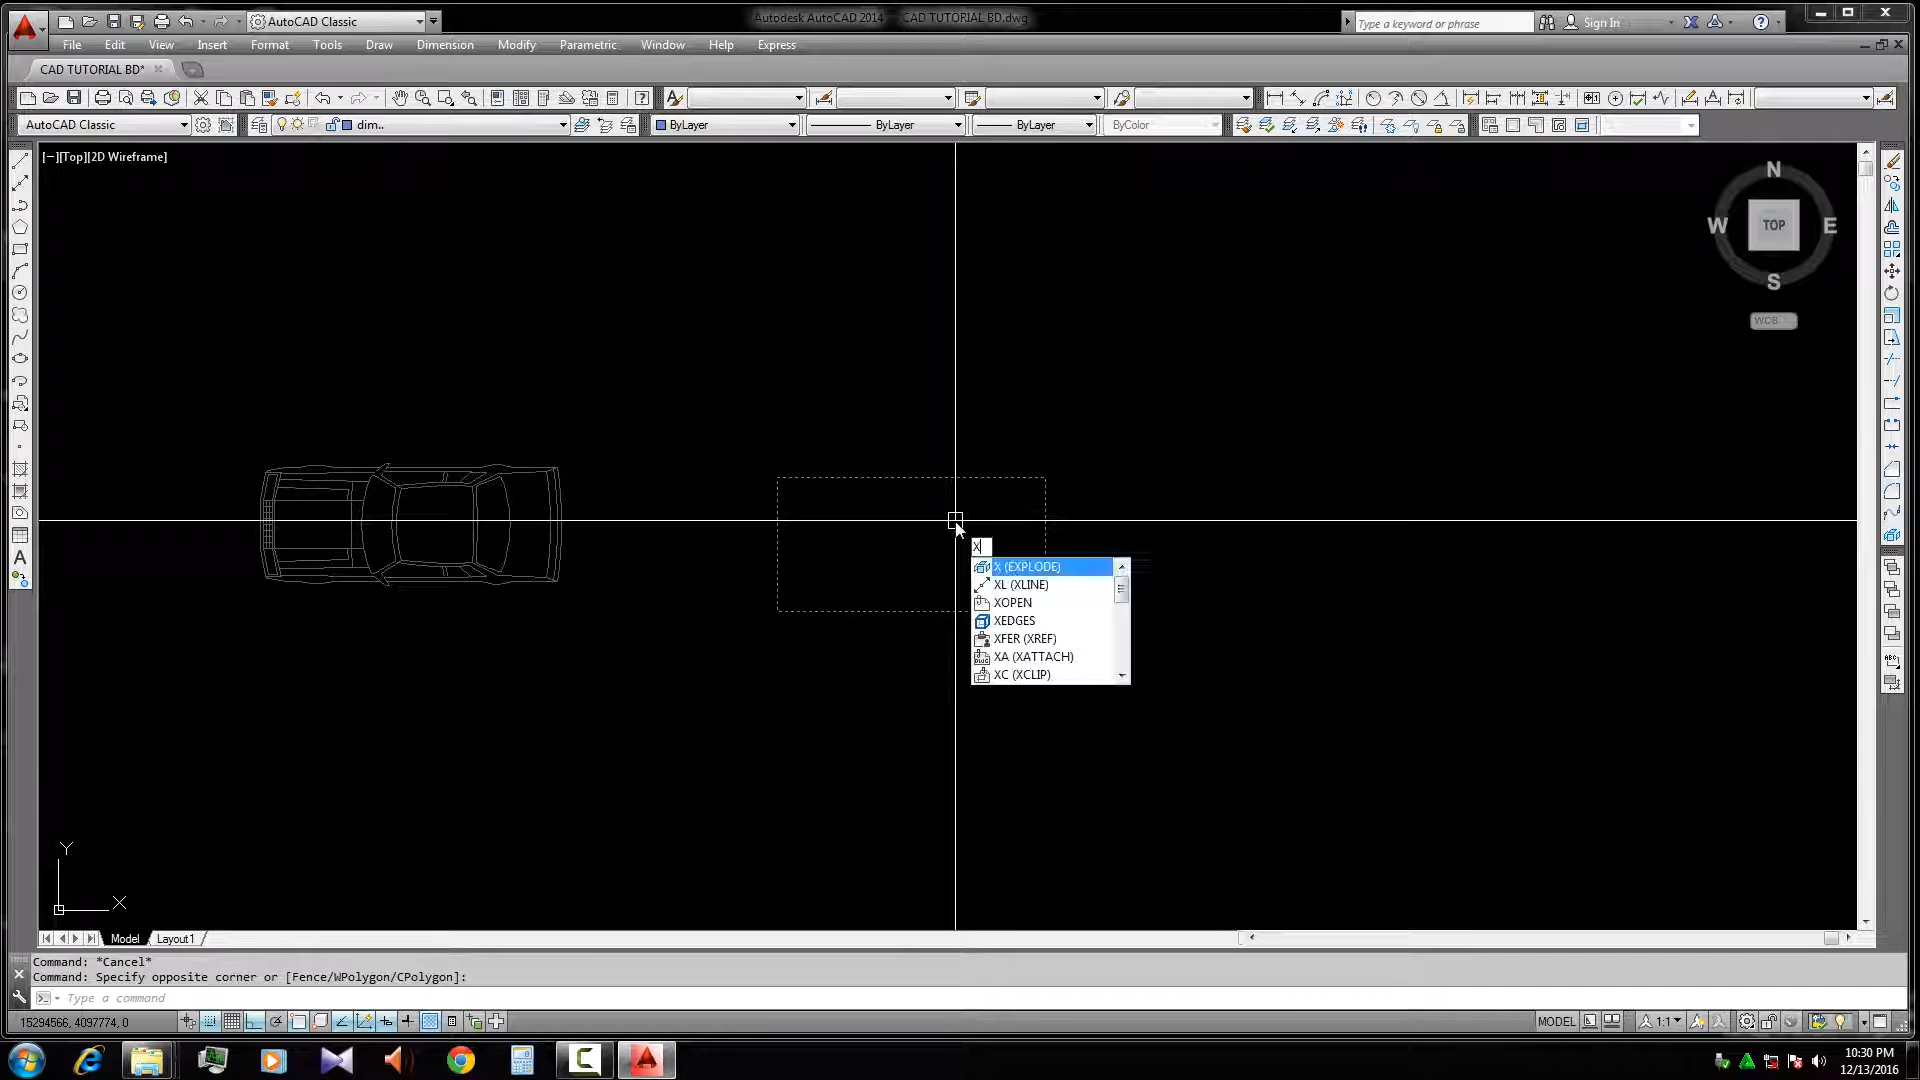 AutoCAD Classic
Autodesk AutoCAD 2014 CAD TUTORIAL BD.dwg
Type a keyword or phrase
Sign In
File Edit View Insert Format Tools Draw Dimension Modify Parametric Window Help Express
CAD TUTORIAL BD*
AutoCAD Classic
dim..
ByLayer
ByLayer
ByLayer
ByColor
[−][Top][2D Wireframe]
N
W
TOP
E
S
X
X (EXPLODE)
XL (XLINE)
XOPEN
XEDGES
XFER (XREF)
XA (XATTACH)
XC (XCLIP)
Y
X
Model Layout1
Command: *Cancel*
Command: Specify opposite corner or [Fence/WPolygon/CPolygon]:
Type a command
15294566, 4097774, 0
MODEL
1:1
10:30 PM
12/13/2016